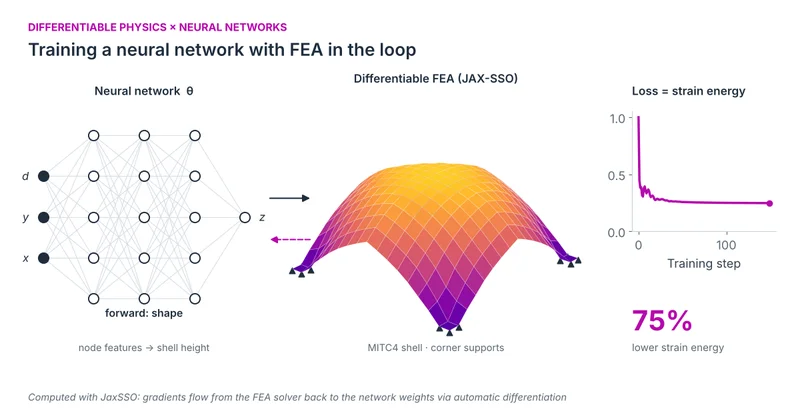 DIFFERENTIABLE PHYSICS × NEURAL NETWORKS
Training a neural network with FEA in the loop
Neural network θ
d
y
x
z
forward: shape
node features → shell height
Differentiable FEA (JAX-SSO)
MITC4 shell · corner supports
Loss = strain energy
1.0
0.5
0.0
0
100
Training step
75%
lower strain energy
Computed with JaxSSO: gradients flow from the FEA solver back to the network weights via automatic differentiation